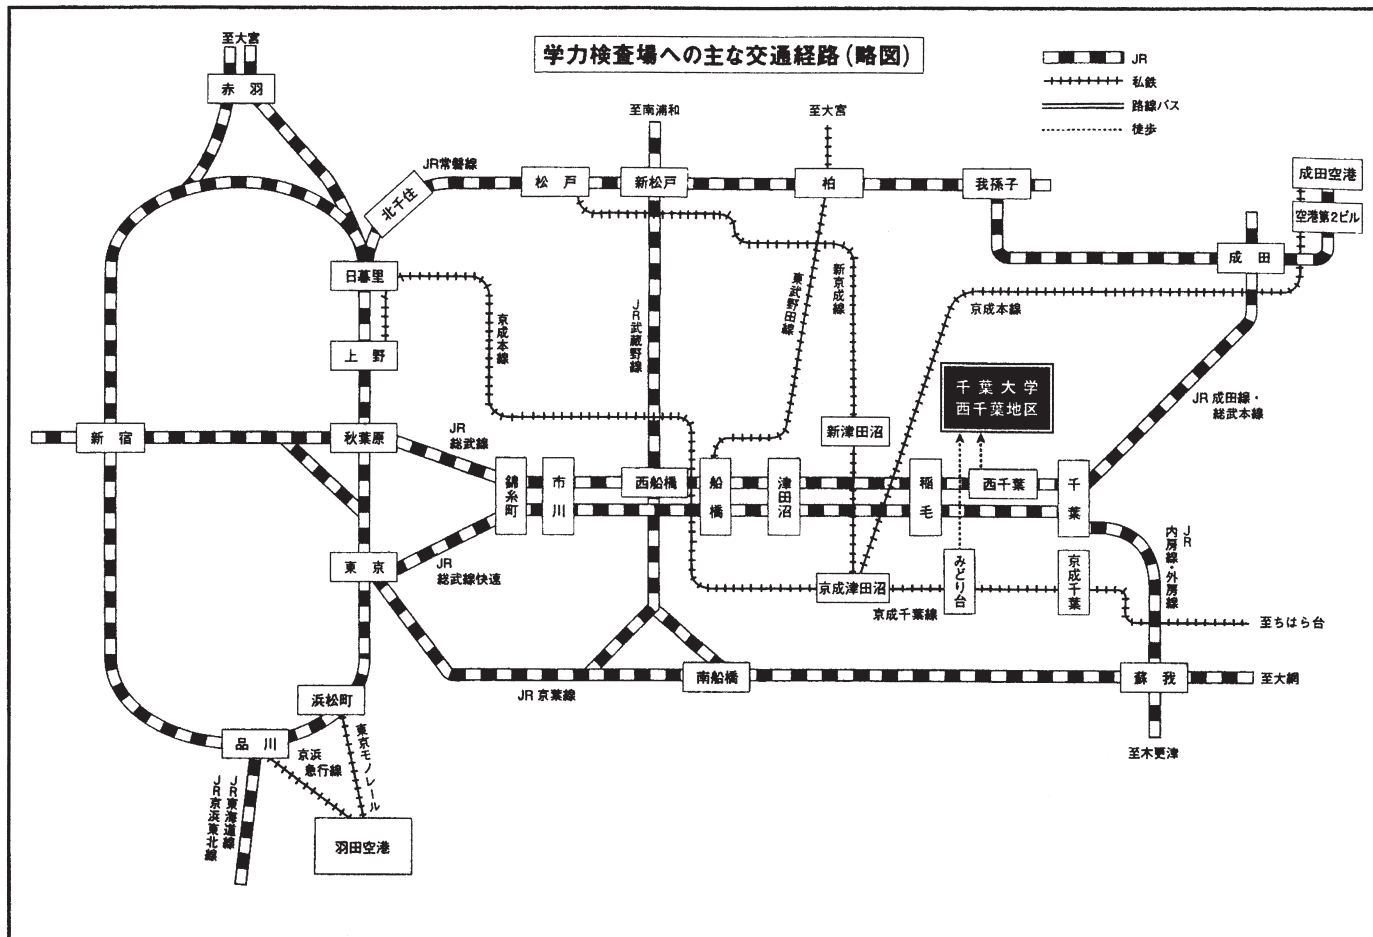 学力検査場への主な交通経路(略図)
JR
私鉄
路線バス
徒歩
至大宮
赤羽
至南浦和
至大宮
JR常磐線
松戸
新松戸
柏
我孫子
成田空港
空港第2ビル
北千住
成田
日暮里
新京成線
東武野田線
京成本線
京成本線
JR武蔵野線
上野
千葉大学
西千葉地区
JR成田線・
総武本線
新宿
秋葉原
JR
総武線
新津田沼
錦糸町
市川
西船橋
船橋
津田沼
稲毛
西千葉
千葉
東京
JR
総武線快速
京成津田沼
みどり台
京成千葉
JR
内房線・外房線
京成千葉線
至ちはら台
JR京葉線
南船橋
蘇我
至大網
浜松町
品川
京浜
急行線
東京モノレール
至木更津
JR東海道線
JR京浜東北線
羽田空港